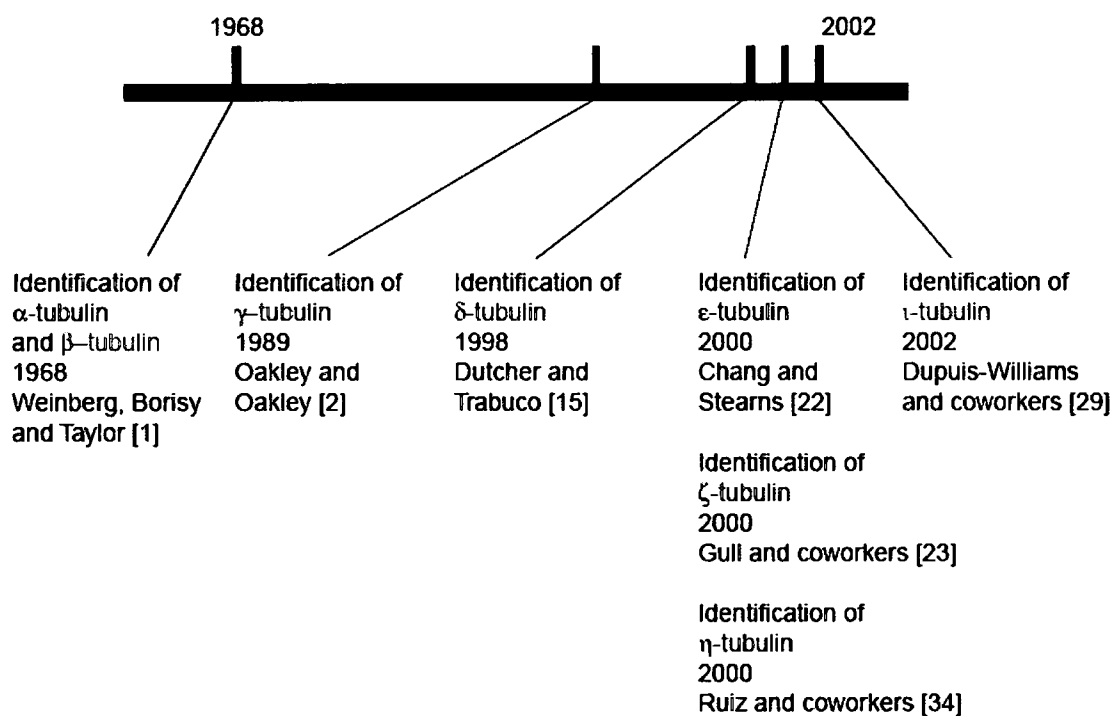 1968
2002
Identification of
α-tubulin
and β–tubulin
1968
Weinberg, Borisy
and Taylor [1]
Identification of
γ–tubulin
1989
Oakley and
Oakley [2]
Identification of
δ-tubulin
1998
Dutcher and
Trabuco [15]
Identification of
ε-tubulin
2000
Chang and
Stearns [22]
Identification of
ζ-tubulin
2000
Gull and coworkers [23]
Identification of
η-tubulin
2000
Ruiz and coworkers [34]
Identification of
ι-tubulin
2002
Dupuis-Williams
and coworkers [29]